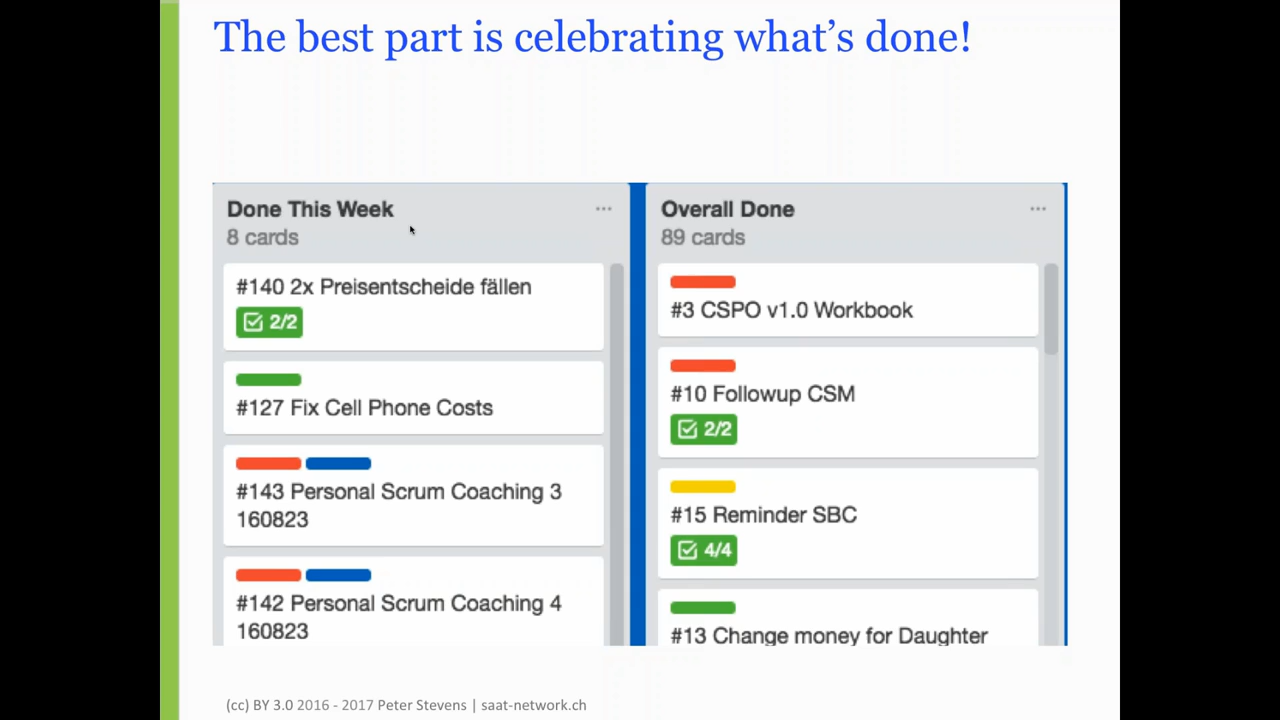 The best part is celebrating what’s done!
Done This Week
8 cards
#140 2x Preisentscheide fällen
2/2
#127 Fix Cell Phone Costs
#143 Personal Scrum Coaching 3
160823
#142 Personal Scrum Coaching 4
160823
Overall Done
89 cards
#3 CSPO v1.0 Workbook
#10 Followup CSM
2/2
#15 Reminder SBC
4/4
#13 Change money for Daughter
(cc) BY 3.0 2016 - 2017 Peter Stevens | saat-network.ch